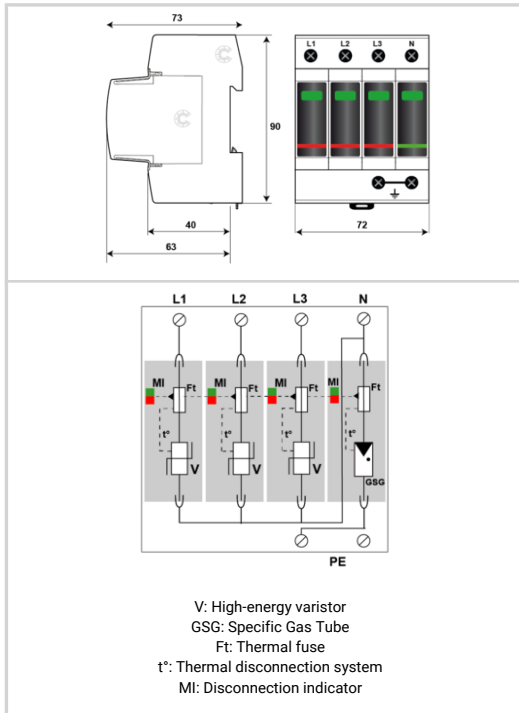 73
90
40
63
L1 L2 L3 N
72
L1 L2 L3 N
MI Ft MI Ft MI Ft MI Ft
t° t° t° t°
V V V GSG
PE
V: High-energy varistor
GSG: Specific Gas Tube
Ft: Thermal fuse
t°: Thermal disconnection system
MI: Disconnection indicator